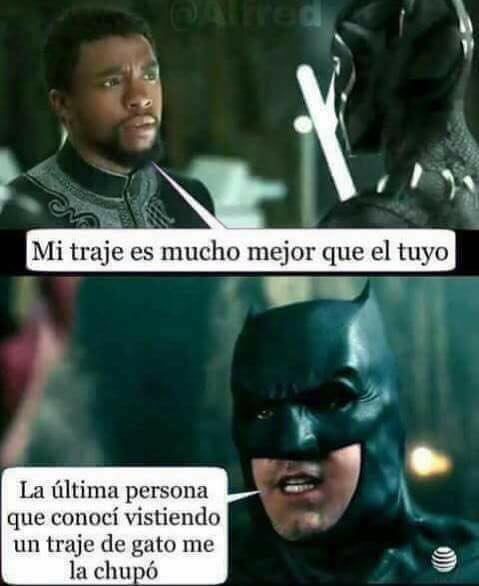 @Alfred
Mi traje es mucho mejor que el tuyo
La última persona
que conocí vistiendo
un traje de gato me
la chupó